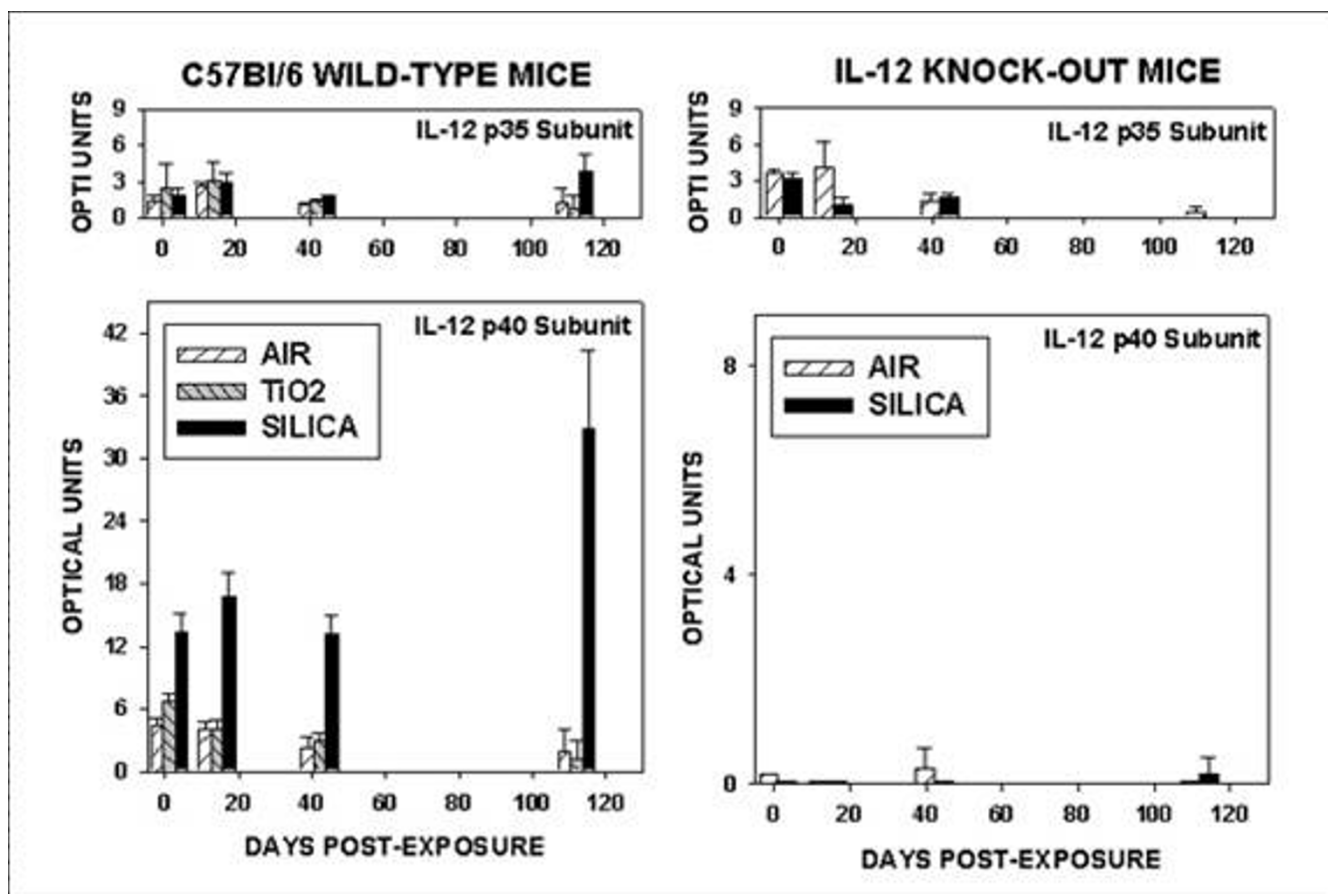 C57Bl/6 WILD-TYPE MICE
OPTI UNITS
9
6
3
0
IL-12 p35 Subunit
0 20 40 60 80 100 120
OPTICAL UNITS
42
36
30
24
18
12
6
0
IL-12 p40 Subunit
AIR
TiO2
SILICA
0 20 40 60 80 100 120
DAYS POST-EXPOSURE
IL-12 KNOCK-OUT MICE
OPTI UNITS
9
6
3
0
IL-12 p35 Subunit
0 20 40 60 80 100 120
OPTICAL UNITS
8
4
0
IL-12 p40 Subunit
AIR
SILICA
0 20 40 60 80 100 120
DAYS POST-EXPOSURE